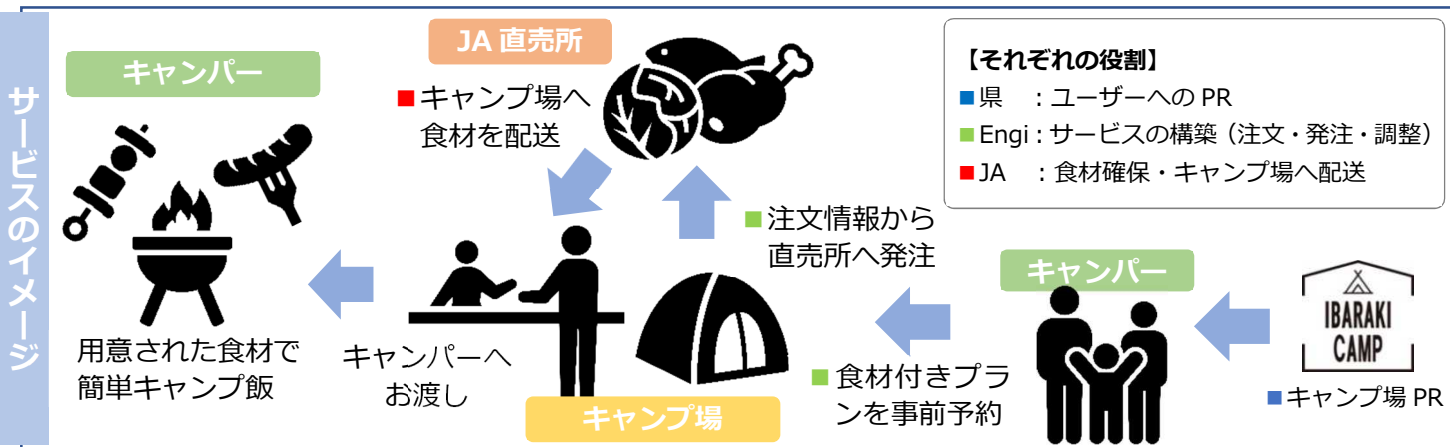 サービスのイメージ
キャンパー
用意された食材で
簡単キャンプ飯
JA 直売所
■キャンプ場へ
食材を配送
キャンパーへ
お渡し
キャンプ場
■注文情報から
直売所へ発注
■食材付きプラ
ンを事前予約
キャンパー
IBARAKI
CAMP
■キャンプ場 PR
【それぞれの役割】
■県 ：ユーザーへの PR
■Engi：サービスの構築（注文・発注・調整）
■JA ：食材確保・キャンプ場へ配送